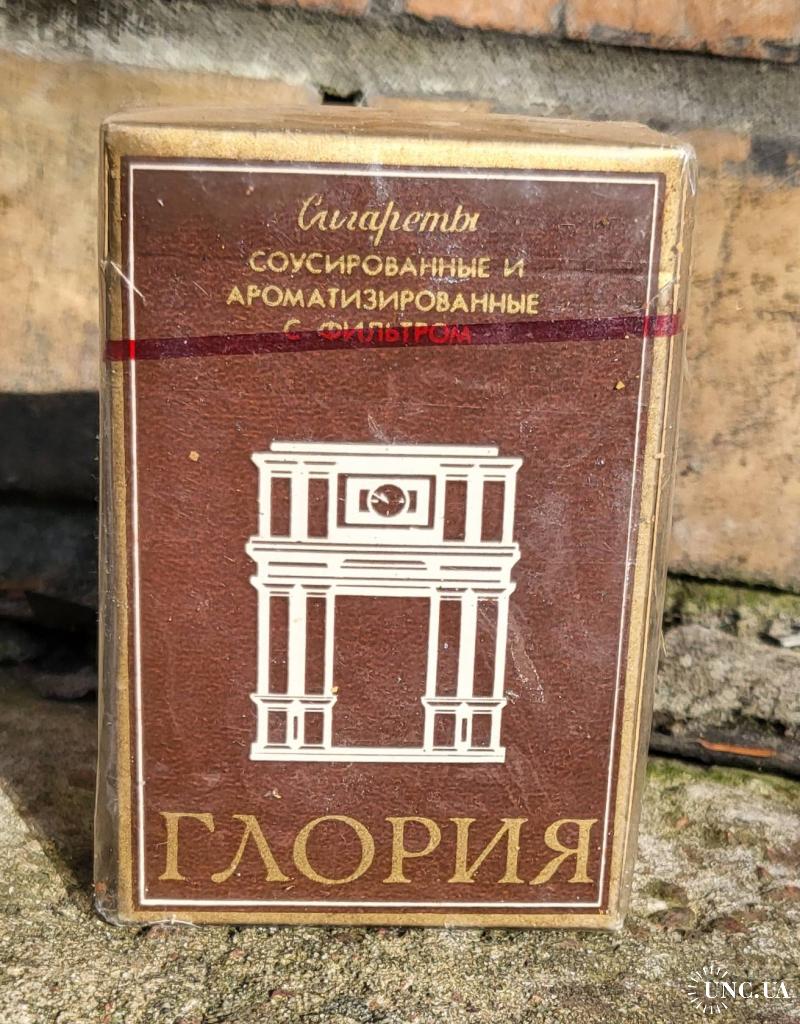 Сигареты
СОУСИРОВАННЫЕ И
АРОМАТИЗИРОВАННЫЕ
С ФИЛЬТРОМ
ГЛОРИЯ
UNC.UA